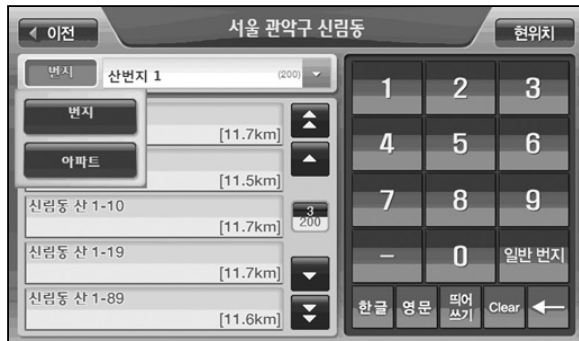 이전
서울 관악구 신림동
현위치
번지
산번지 1
(200)
번지
아파트
[11.7km]
[11.5km]
신림동 산 1-10
[11.7km]
신림동 산 1-19
[11.7km]
신림동 산 1-89
[11.6km]
3
200
1 2 3
4 5 6
7 8 9
- 0 일반 번지
한글 영문 띄어
쓰기 Clear